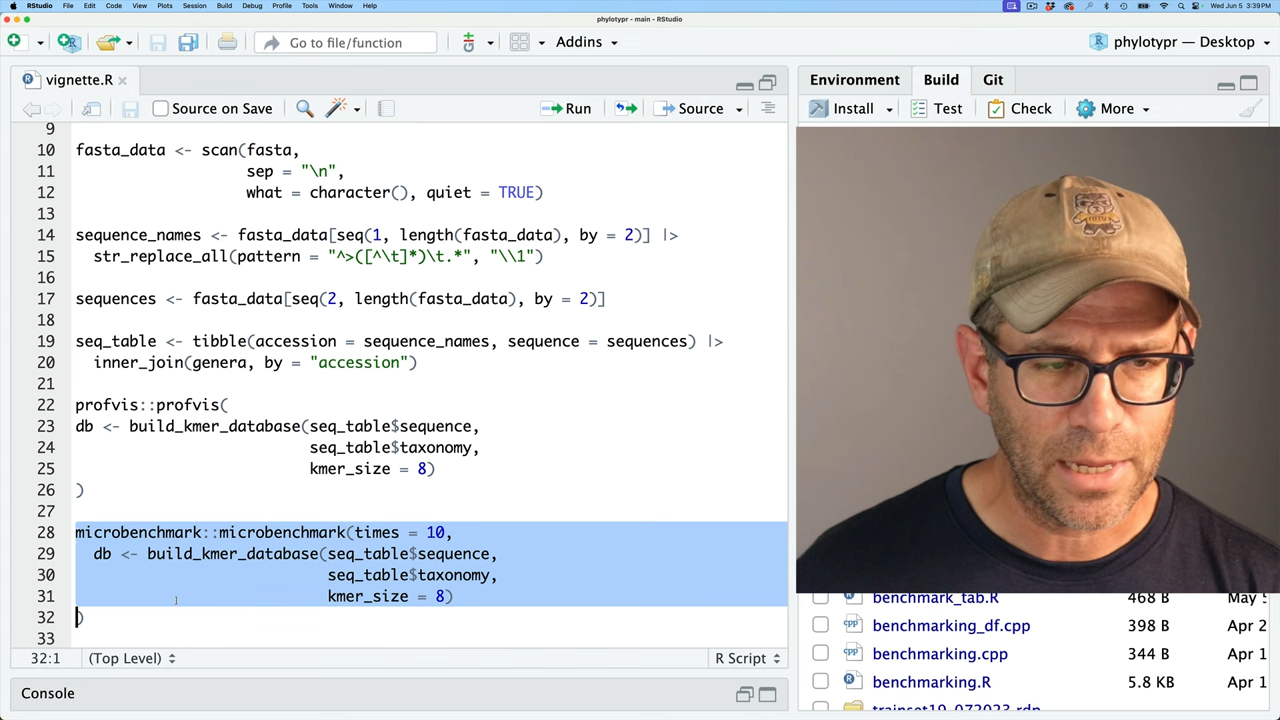 RStudio File Edit Code View Plots Session Build Debug Profile Tools Window Help Wed Jun 5 3:39 PM
phylotypr - main - RStudio
Go to file/function Addins phylotypr — Desktop
vignette.R
Source on Save Run Source
9
10 fasta_data <- scan(fasta,
11 sep = "\n",
12 what = character(), quiet = TRUE)
13
14 sequence_names <- fasta_data[seq(1, length(fasta_data), by = 2)] |>
15 str_replace_all(pattern = "^>([^\t]*)\t.*", "\\1")
16
17 sequences <- fasta_data[seq(2, length(fasta_data), by = 2)]
18
19 seq_table <- tibble(accession = sequence_names, sequence = sequences) |>
20 inner_join(genera, by = "accession")
21
22 profvis::profvis(
23 db <- build_kmer_database(seq_table$sequence,
24 seq_table$taxonomy,
25 kmer_size = 8)
26 )
27
28 microbenchmark::microbenchmark(times = 10,
29 db <- build_kmer_database(seq_table$sequence,
30 seq_table$taxonomy,
31 kmer_size = 8)
32 )
33
32:1 (Top Level) R Script
Console
Environment Build Git
Install Test Check More
benchmark_tab.R 468 B May
benchmarking_df.cpp 398 B Apr 2
benchmarking.cpp 344 B Apr 1
benchmarking.R 5.8 KB Apr 1
trainset19_072023.rdp